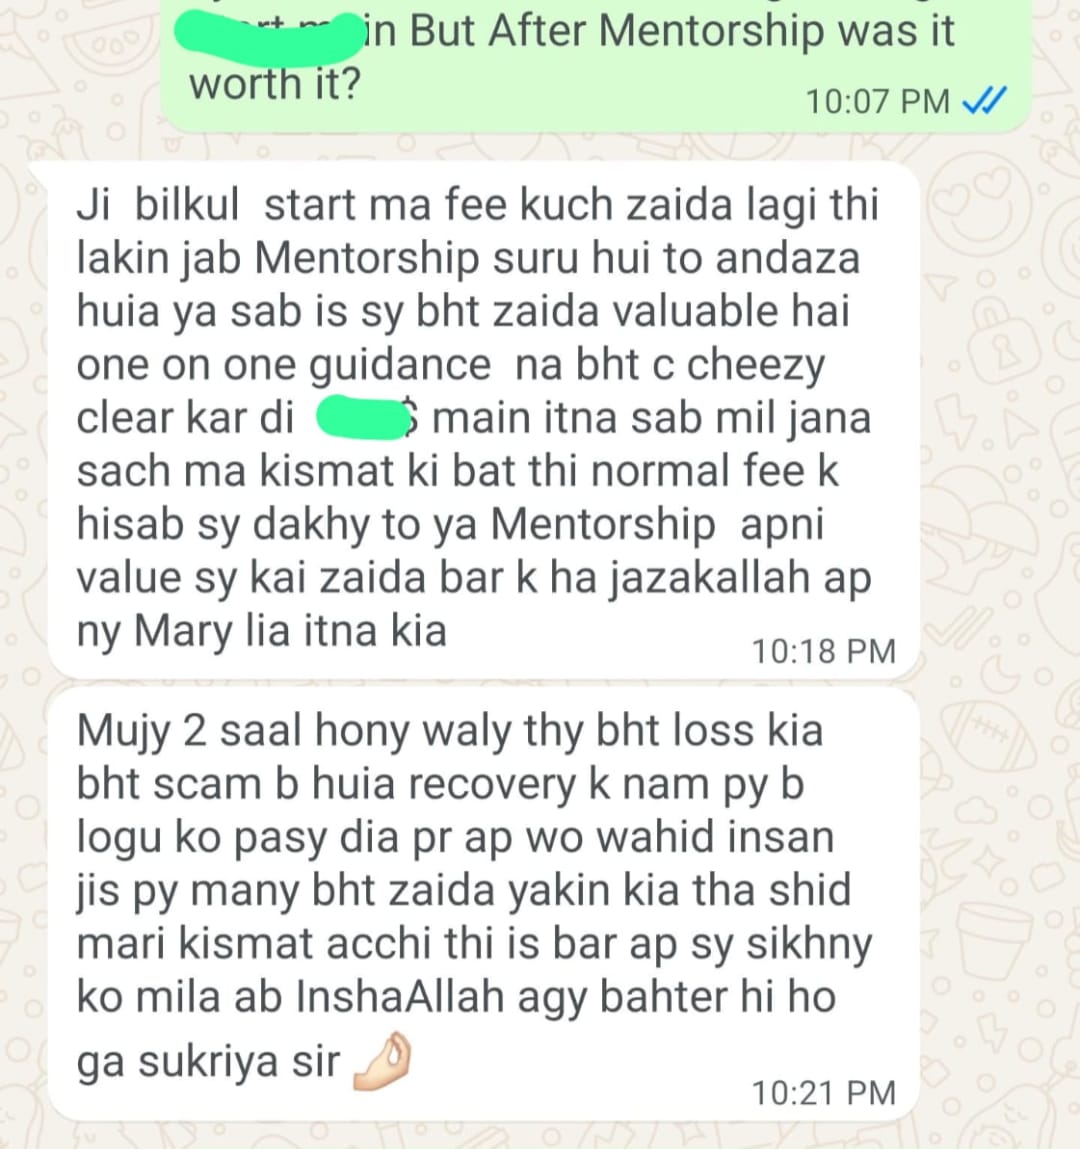 in But After Mentorship was it
worth it?
10:07 PM
Ji bilkul start ma fee kuch zaida lagi thi
lakin jab Mentorship suru hui to andaza
huia ya sab is sy bht zaida valuable hai
one on one guidance na bht c cheezy
clear kar di $ main itna sab mil jana
sach ma kismat ki bat thi normal fee k
hisab sy dakhy to ya Mentorship apni
value sy kai zaida bar k ha jazakallah ap
ny Mary lia itna kia
10:18 PM
Mujy 2 saal hony waly thy bht loss kia
bht scam b huia recovery k nam py b
logu ko pasy dia pr ap wo wahid insan
jis py many bht zaida yakin kia tha shid
mari kismat acchi thi is bar ap sy sikhny
ko mila ab InshaAllah agy bahter hi ho
ga sukriya sir 🤌🏻
10:21 PM